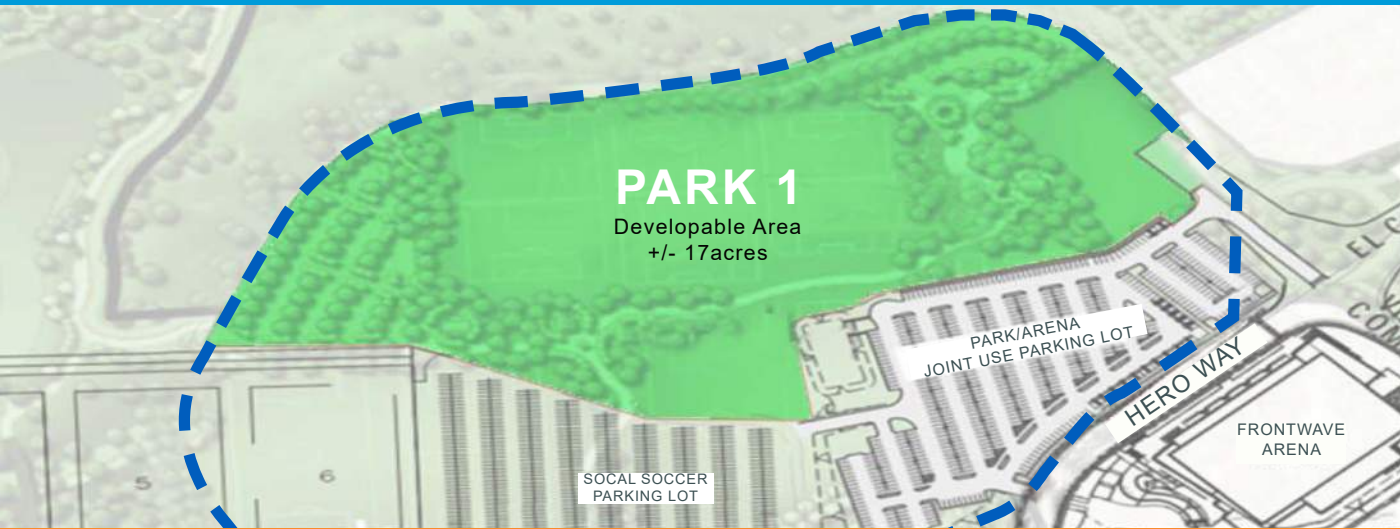 PARK 1
Developable Area
+/- 17acres
PARK/ARENA
JOINT USE PARKING LOT
HERO WAY
FRONTWAVE
ARENA
SOCAL SOCCER
PARKING LOT
5
6